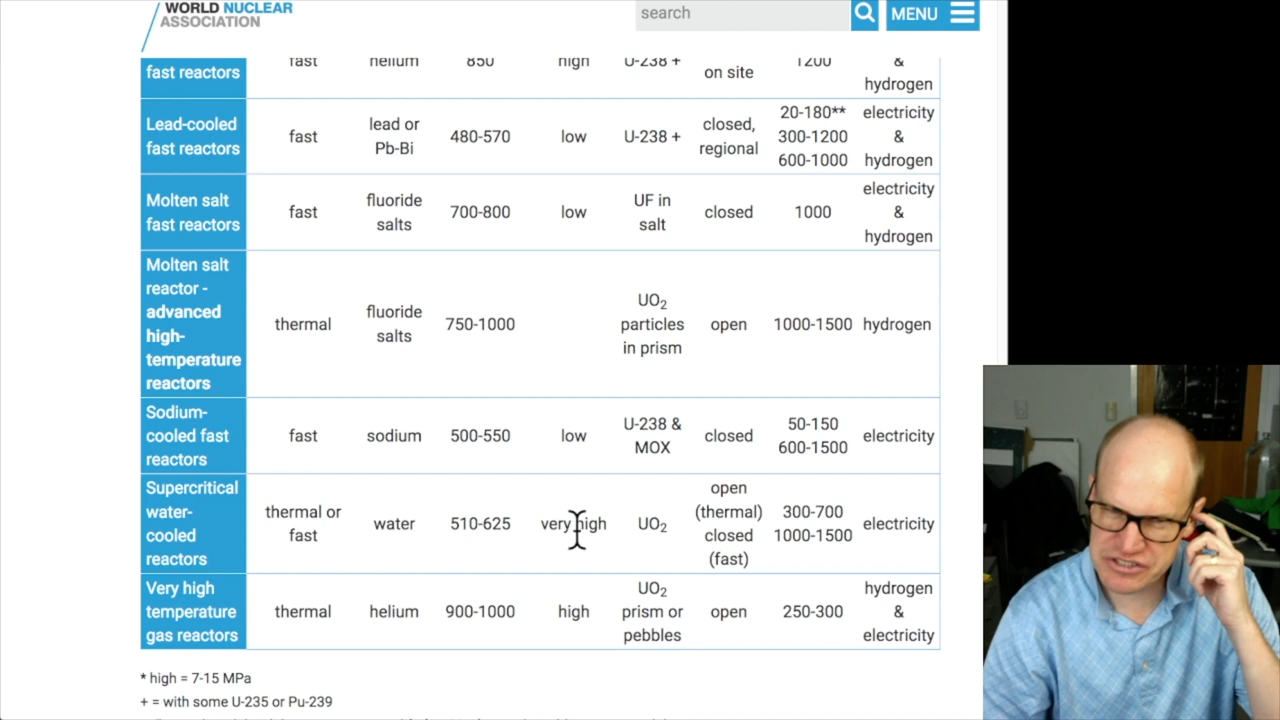 WORLD NUCLEAR
ASSOCIATION
search
MENU
fast reactors fast helium 850 high U-238 + on site 1200 & hydrogen
Lead-cooled fast reactors fast lead or Pb-Bi 480-570 low U-238 + closed, regional 20-180** 300-1200 600-1000 electricity & hydrogen
Molten salt fast reactors fast fluoride salts 700-800 low UF in salt closed 1000 electricity & hydrogen
Molten salt reactor - advanced high-temperature reactors thermal fluoride salts 750-1000 UO2 particles in prism open 1000-1500 hydrogen
Sodium-cooled fast reactors fast sodium 500-550 low U-238 & MOX closed 50-150 600-1500 electricity
Supercritical water-cooled reactors thermal or fast water 510-625 very high UO2 open (thermal) closed (fast) 300-700 1000-1500 electricity
Very high temperature gas reactors thermal helium 900-1000 high UO2 prism or pebbles open 250-300 hydrogen & electricity
* high = 7-15 MPa
+ = with some U-235 or Pu-239